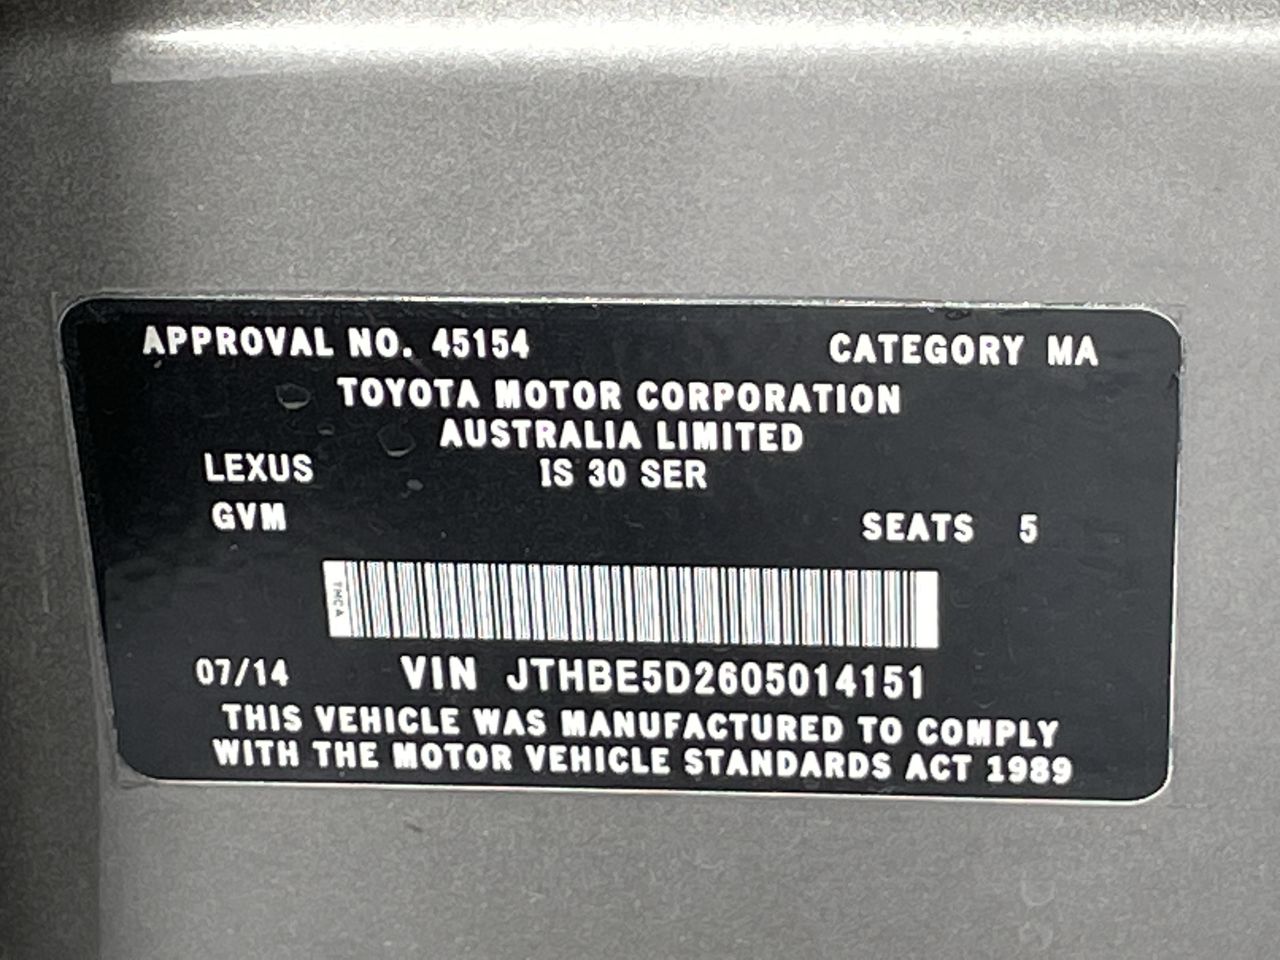 APPROVAL NO. 45154 CATEGORY MA
TOYOTA MOTOR CORPORATION
AUSTRALIA LIMITED
LEXUS IS 30 SER
GVM SEATS 5
TMCA
07/14 VIN JTHBE5D2605014151
THIS VEHICLE WAS MANUFACTURED TO COMPLY
WITH THE MOTOR VEHICLE STANDARDS ACT 1989